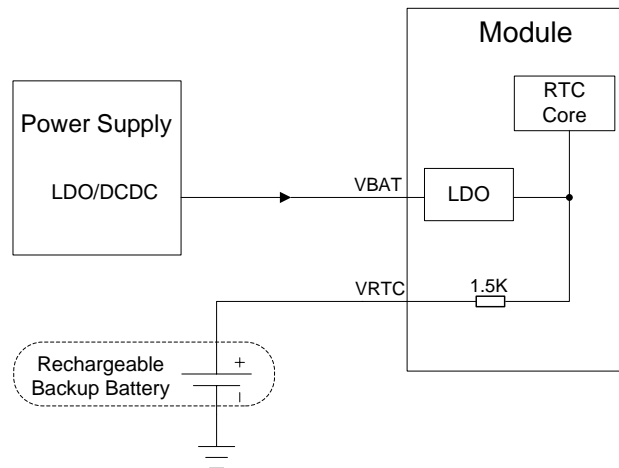 Module
RTC
Core
Power Supply
LDO/DCDC
VBAT
LDO
VRTC
1.5K
Rechargeable
Backup Battery
+